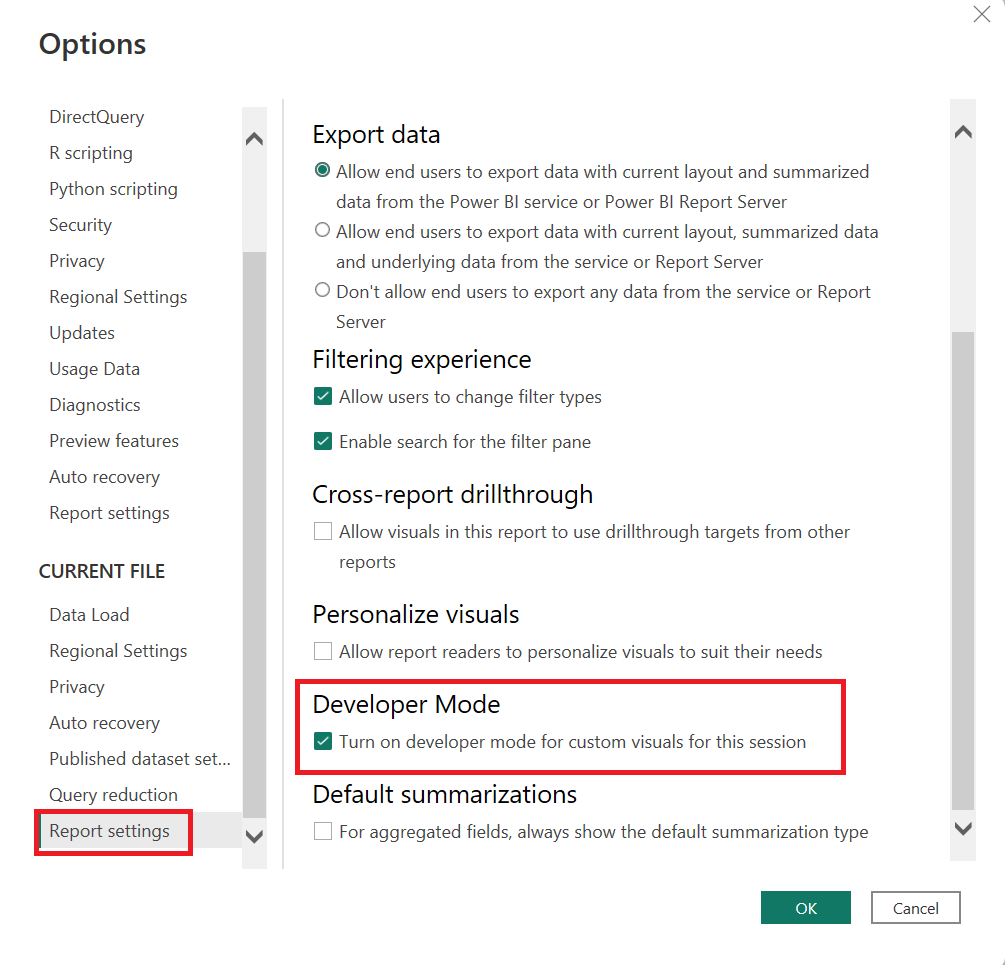 Options
DirectQuery
R scripting
Python scripting
Security
Privacy
Regional Settings
Updates
Usage Data
Diagnostics
Preview features
Auto recovery
Report settings
CURRENT FILE
Data Load
Regional Settings
Privacy
Auto recovery
Published dataset set...
Query reduction
Report settings
Export data
Allow end users to export data with current layout and summarized
data from the Power BI service or Power BI Report Server
Allow end users to export data with current layout, summarized data
and underlying data from the service or Report Server
Don't allow end users to export any data from the service or Report
Server
Filtering experience
Allow users to change filter types
Enable search for the filter pane
Cross-report drillthrough
Allow visuals in this report to use drillthrough targets from other
reports
Personalize visuals
Allow report readers to personalize visuals to suit their needs
Developer Mode
Turn on developer mode for custom visuals for this session
Default summarizations
For aggregated fields, always show the default summarization type
OK
Cancel